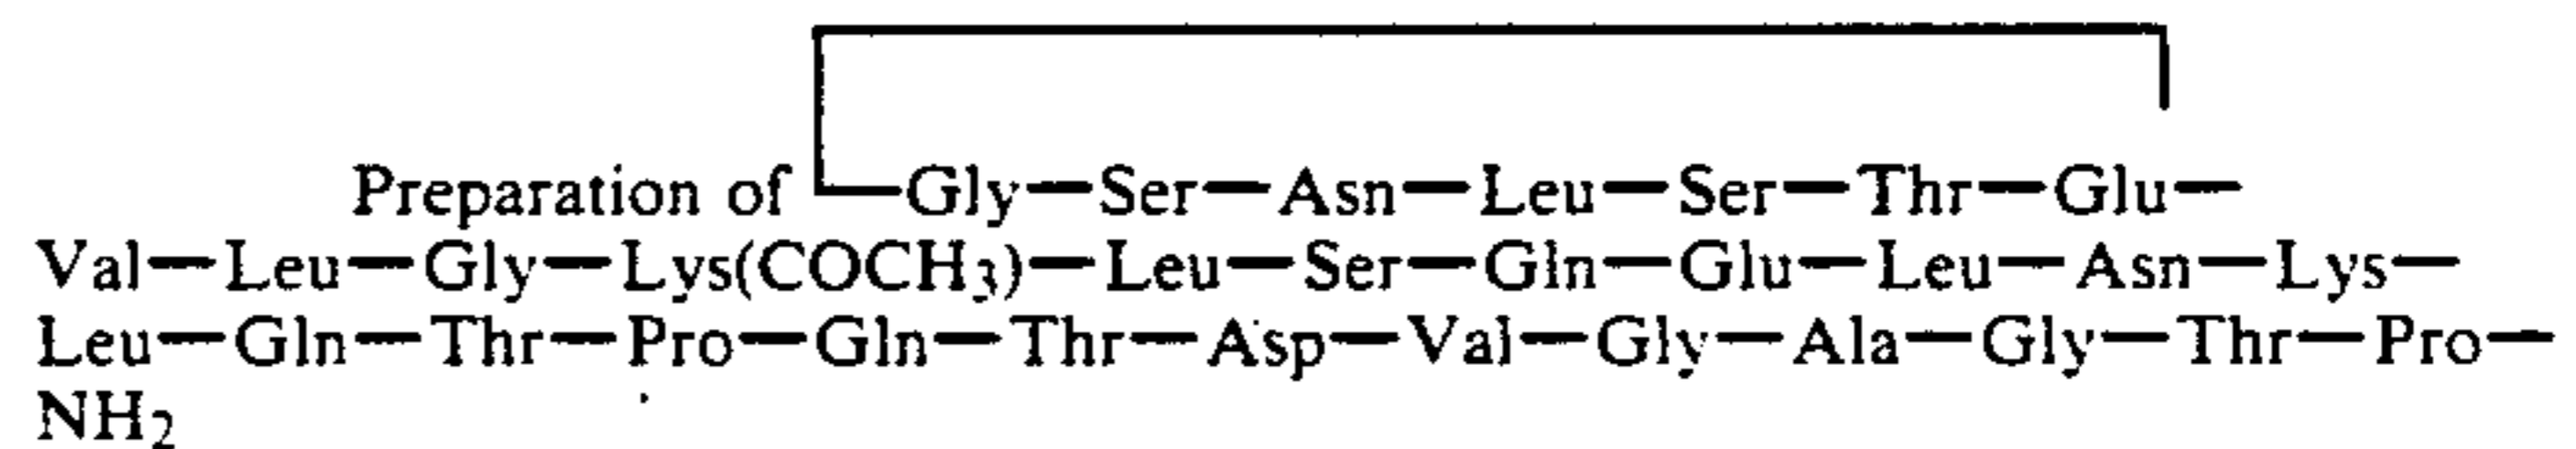 Preparation of Gly—Ser—Asn—Leu—Ser—Thr—Glu—
Val—Leu—Gly—Lys(COCH₃)—Leu—Ser—Gln—Glu—Leu—Asn—Lys—
Leu—Gln—Thr—Pro—Gln—Thr—Asp—Val—Gly—Ala—Gly—Thr—Pro—
NH₂